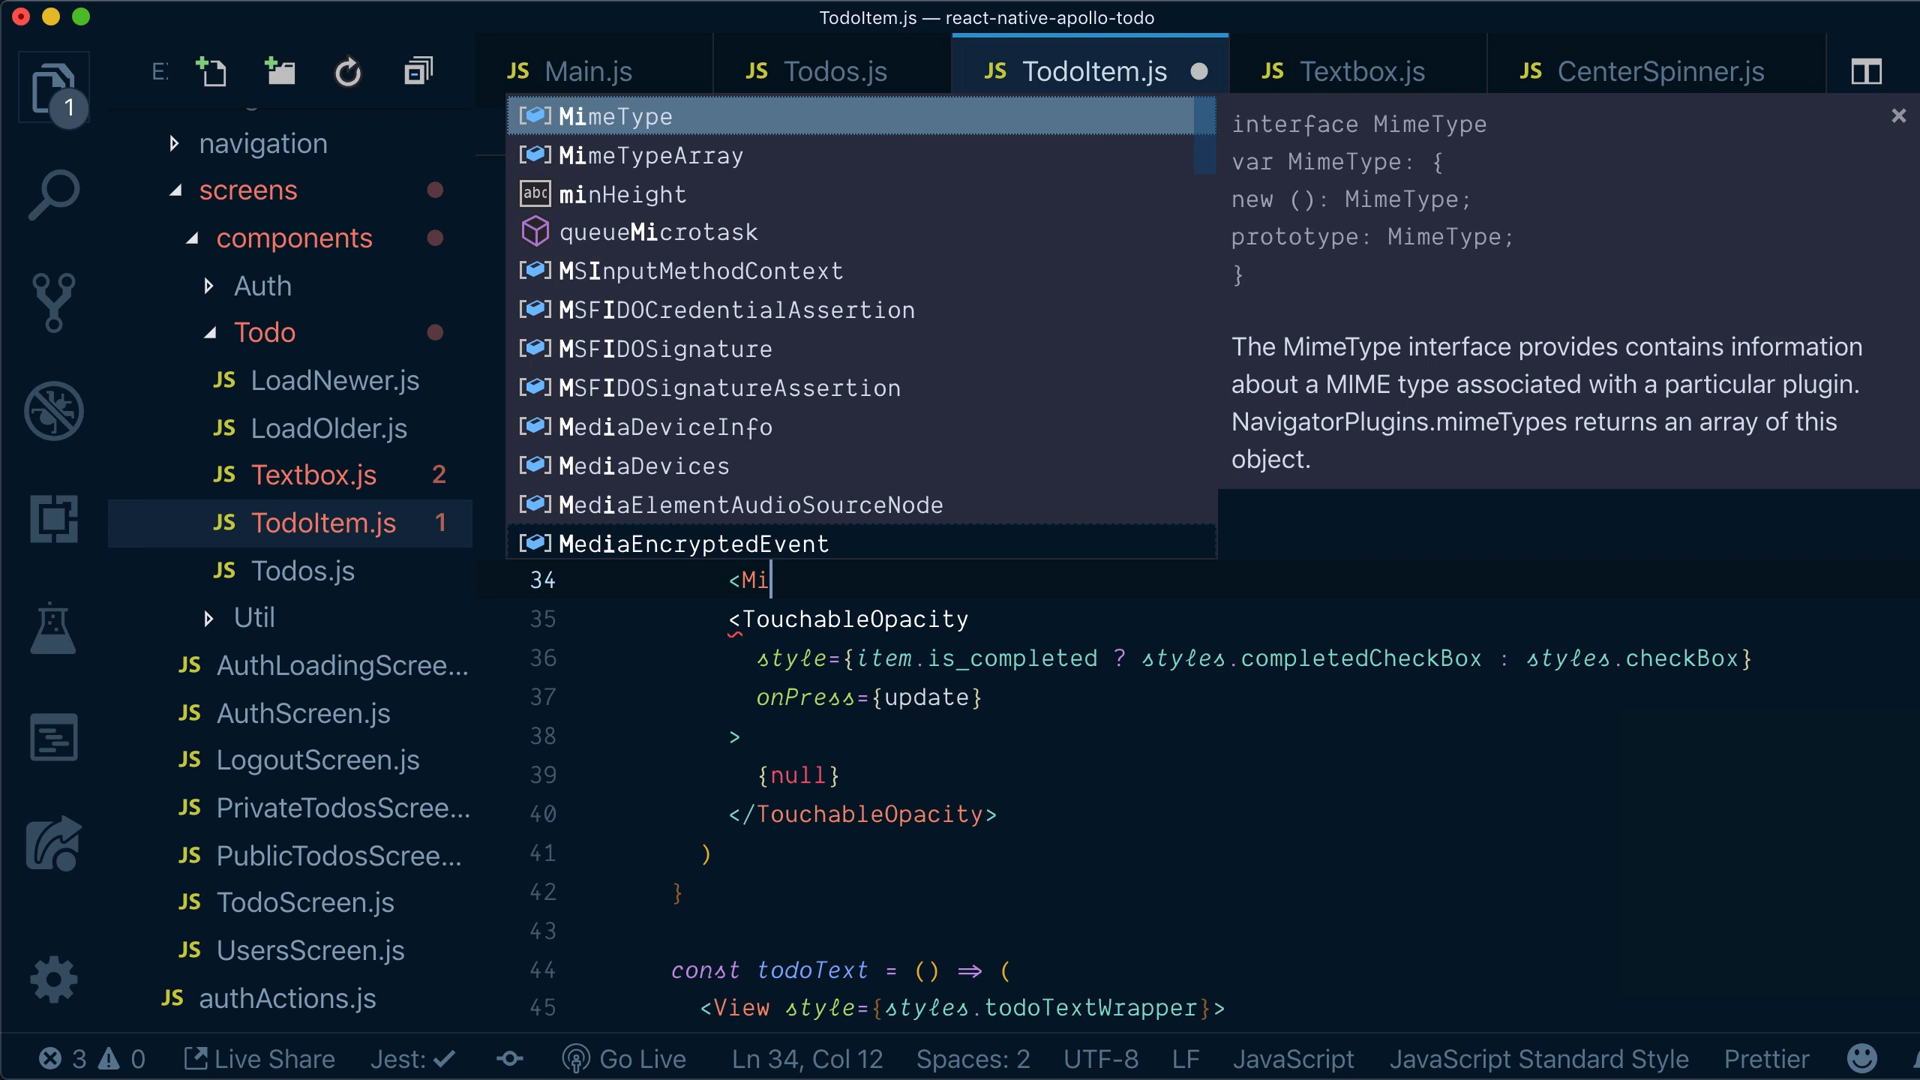 TodoItem.js — react-native-apollo-todo
1
E:
JS Main.js
JS Todos.js
JS TodoItem.js
JS Textbox.js
JS CenterSpinner.js
navigation
screens
components
Auth
Todo
JS LoadNewer.js
JS LoadOlder.js
JS Textbox.js 2
JS TodoItem.js 1
JS Todos.js
Util
JS AuthLoadingScree...
JS AuthScreen.js
JS LogoutScreen.js
JS PrivateTodosScree...
JS PublicTodosScree...
JS TodoScreen.js
JS UsersScreen.js
JS authActions.js
MimeType
MimeTypeArray
abc minHeight
queueMicrotask
MSInputMethodContext
MSFIDOCredentialAssertion
MSFIDOSignature
MSFIDOSignatureAssertion
MediaDeviceInfo
MediaDevices
MediaElementAudioSourceNode
MediaEncryptedEvent
interface MimeType
var MimeType: {
new (): MimeType;
prototype: MimeType;
}
The MimeType interface provides contains information
about a MIME type associated with a particular plugin.
NavigatorPlugins.mimeTypes returns an array of this
object.
34 <Mi
35 <TouchableOpacity
36 style={item.is_completed ? styles.completedCheckBox : styles.checkBox}
37 onPress={update}
38 >
39 {null}
40 </TouchableOpacity>
41 )
42 }
43
44 const todoText = () => (
45 <View style={styles.todoTextWrapper}>
3 0 Live Share Jest: Go Live Ln 34, Col 12 Spaces: 2 UTF-8 LF JavaScript JavaScript Standard Style Prettier